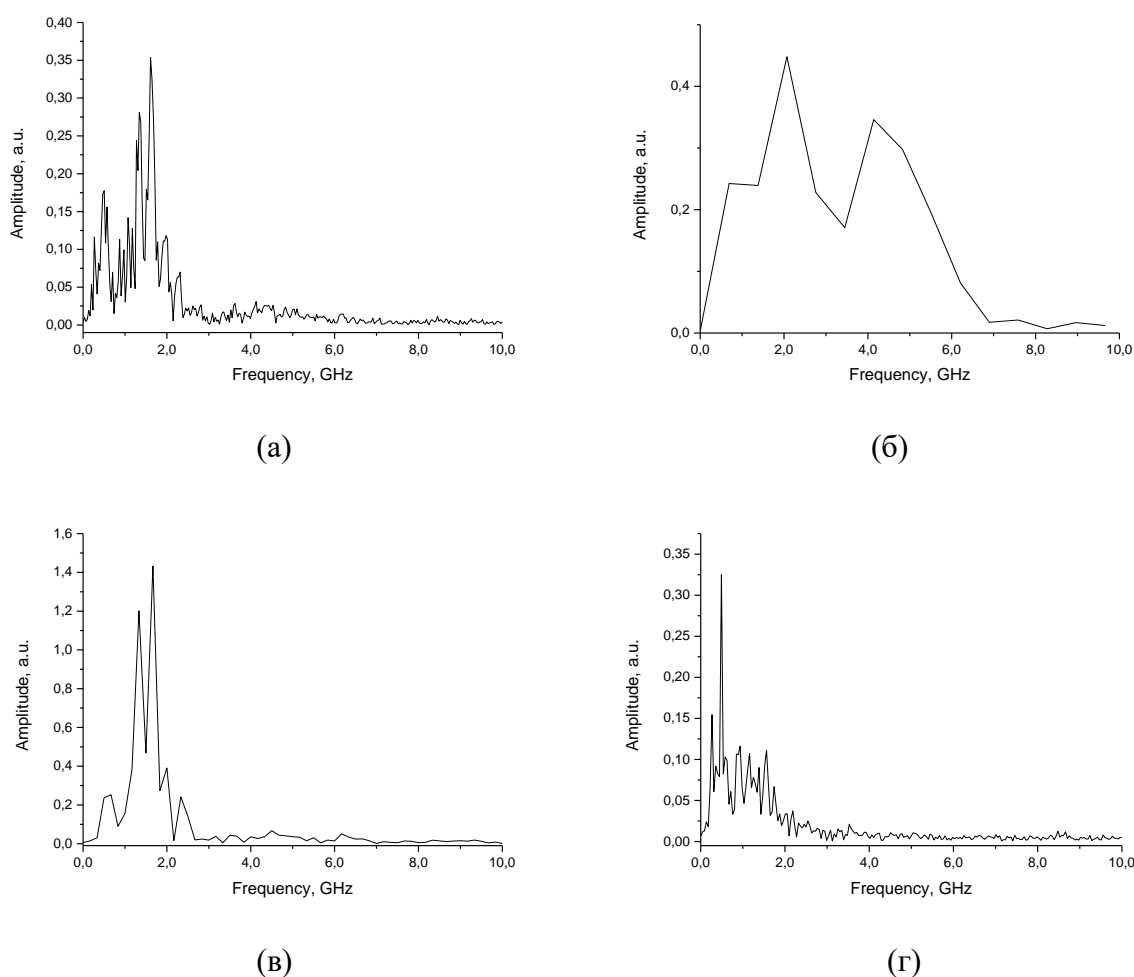 0,40
0,35
0,30
0,25
0,20
0,15
0,10
0,05
0,00
Amplitude, a.u.
0,0 2,0 4,0 6,0 8,0 10,0
Frequency, GHz
(а)
0,4
0,2
0,0
Amplitude, a.u.
0,0 2,0 4,0 6,0 8,0 10,0
Frequency, GHz
(б)
1,6
1,4
1,2
1,0
0,8
0,6
0,4
0,2
0,0
Amplitude, a.u.
0,0 2,0 4,0 6,0 8,0 10,0
Frequency, GHz
(в)
0,35
0,30
0,25
0,20
0,15
0,10
0,05
0,00
Amplitude, a.u.
0,0 2,0 4,0 6,0 8,0 10,0
Frequency, GHz
(г)